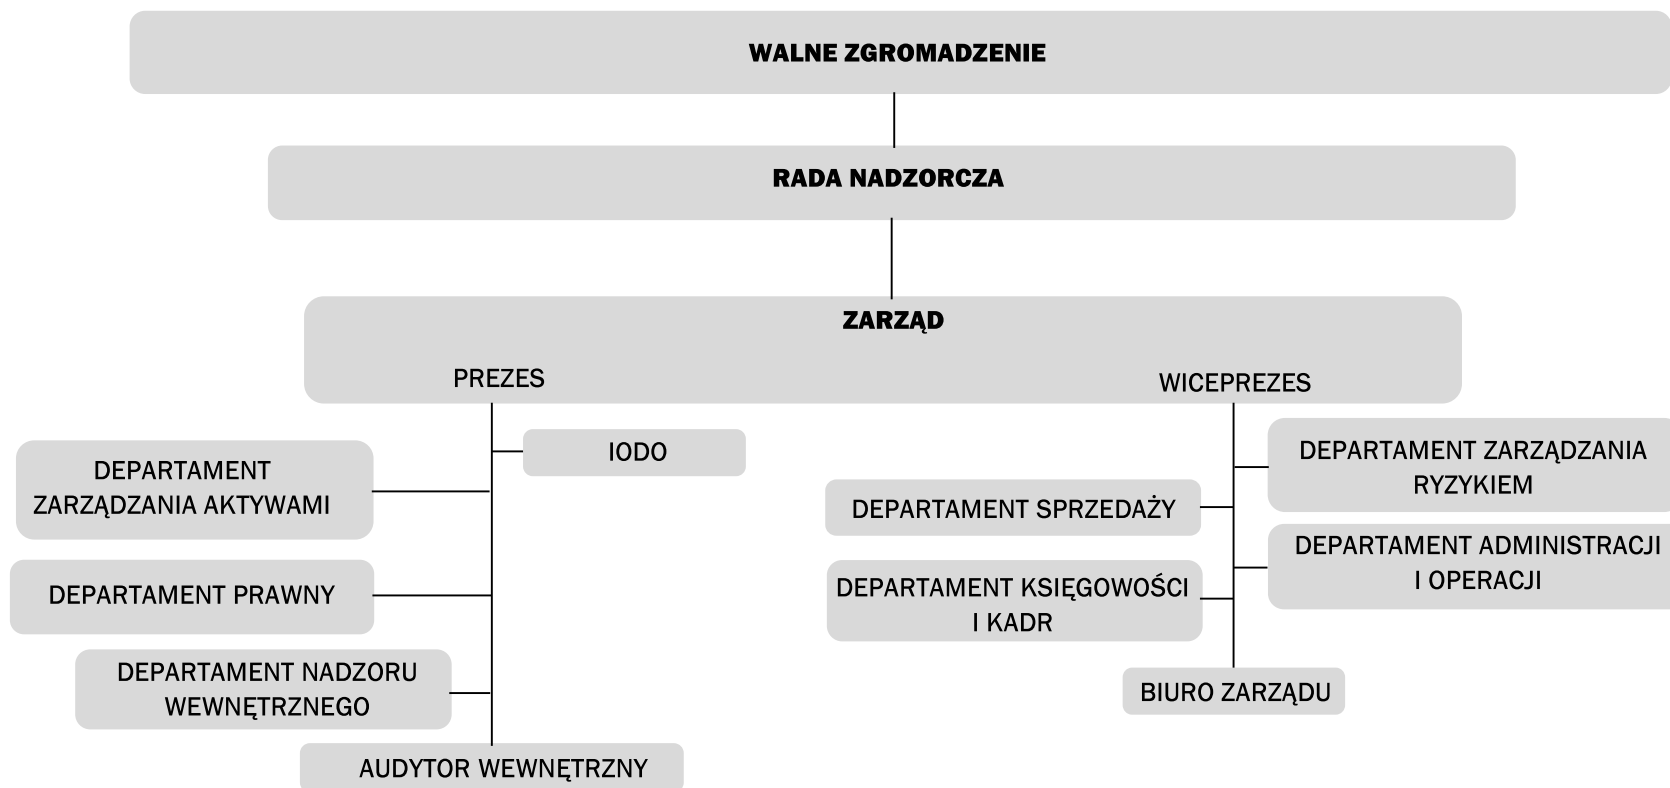 WALNE ZGROMADZENIE
RADA NADZORCZA
ZARZĄD
PREZES
WICEPREZES
IODO
DEPARTAMENT
ZARZĄDZANIA AKTYWAMI
DEPARTAMENT PRAWNY
DEPARTAMENT NADZORU
WEWNĘTRZNEGO
AUDYTOR WEWNĘTRZNY
DEPARTAMENT ZARZĄDZANIA
RYZYKIEM
DEPARTAMENT SPRZEDAŻY
DEPARTAMENT ADMINISTRACJI
I OPERACJI
DEPARTAMENT KSIĘGOWOŚCI
I KADR
BIURO ZARZĄDU